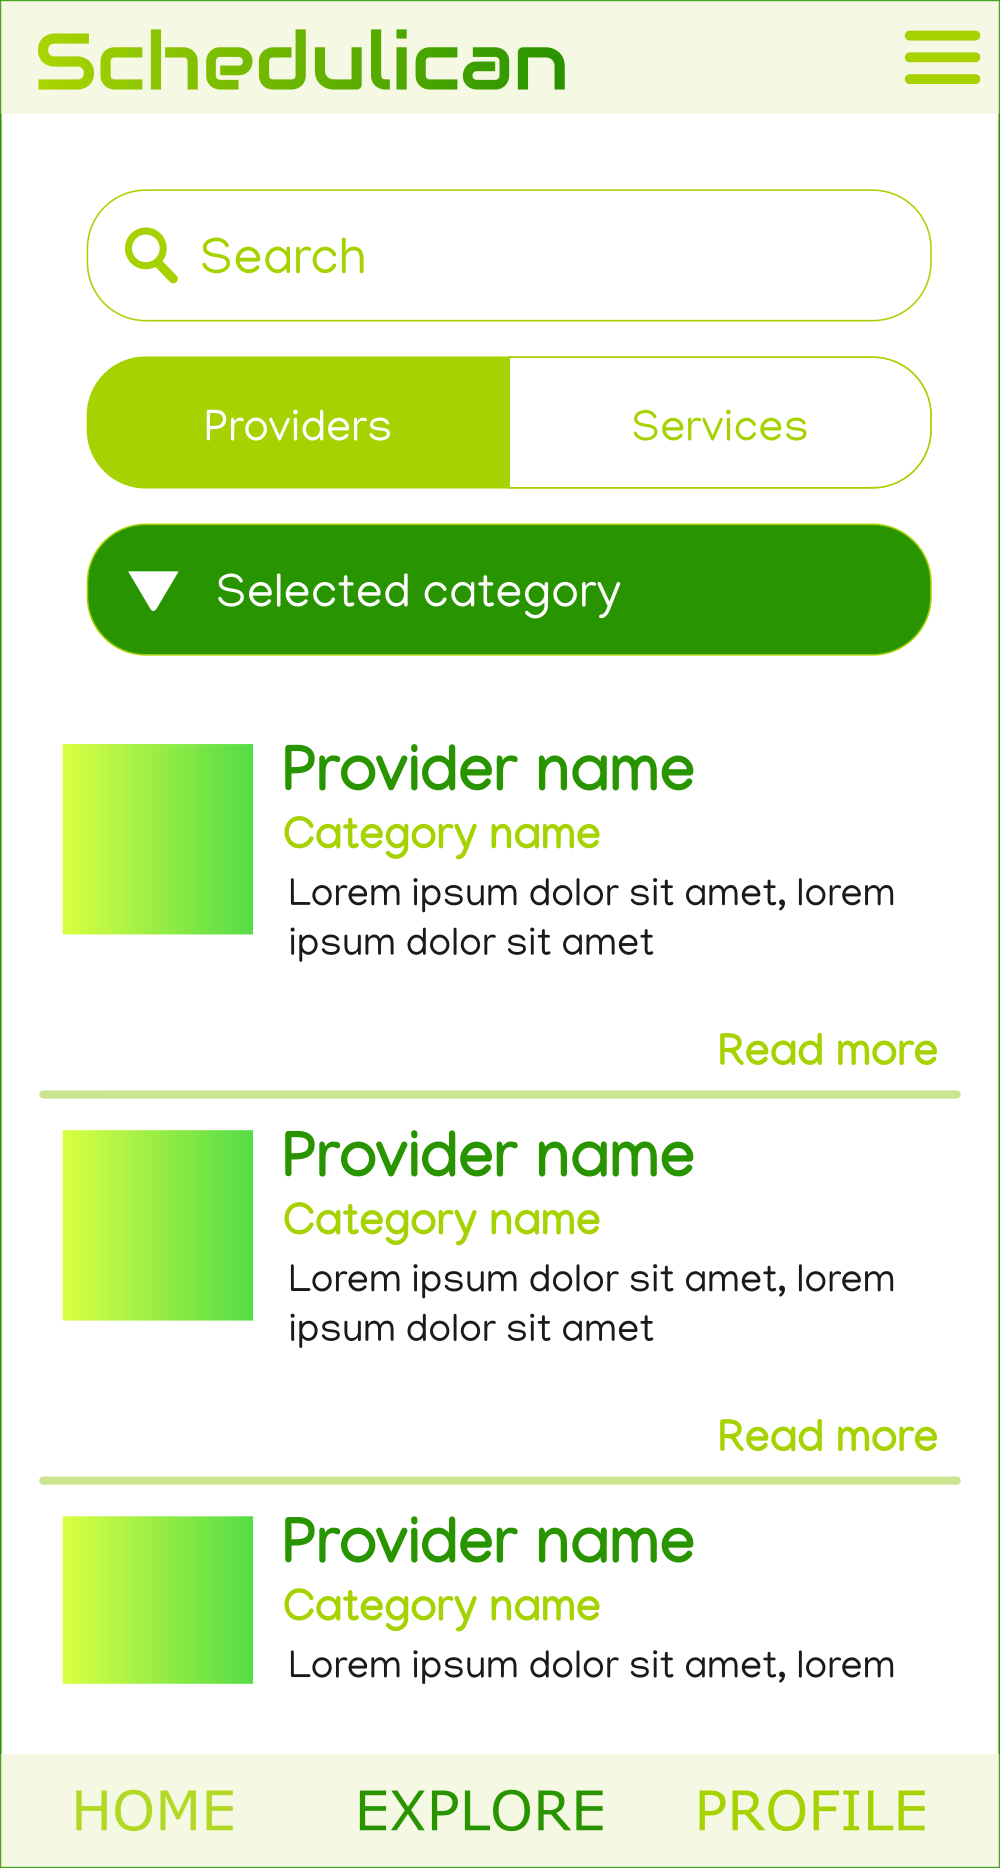 Schedulican
Search
Providers
Services
Selected category
Provider name
Category name
Lorem ipsum dolor sit amet, lorem
ipsum dolor sit amet
Read more
Provider name
Category name
Lorem ipsum dolor sit amet, lorem
ipsum dolor sit amet
Read more
Provider name
Category name
Lorem ipsum dolor sit amet, lorem
HOME
EXPLORE
PROFILE